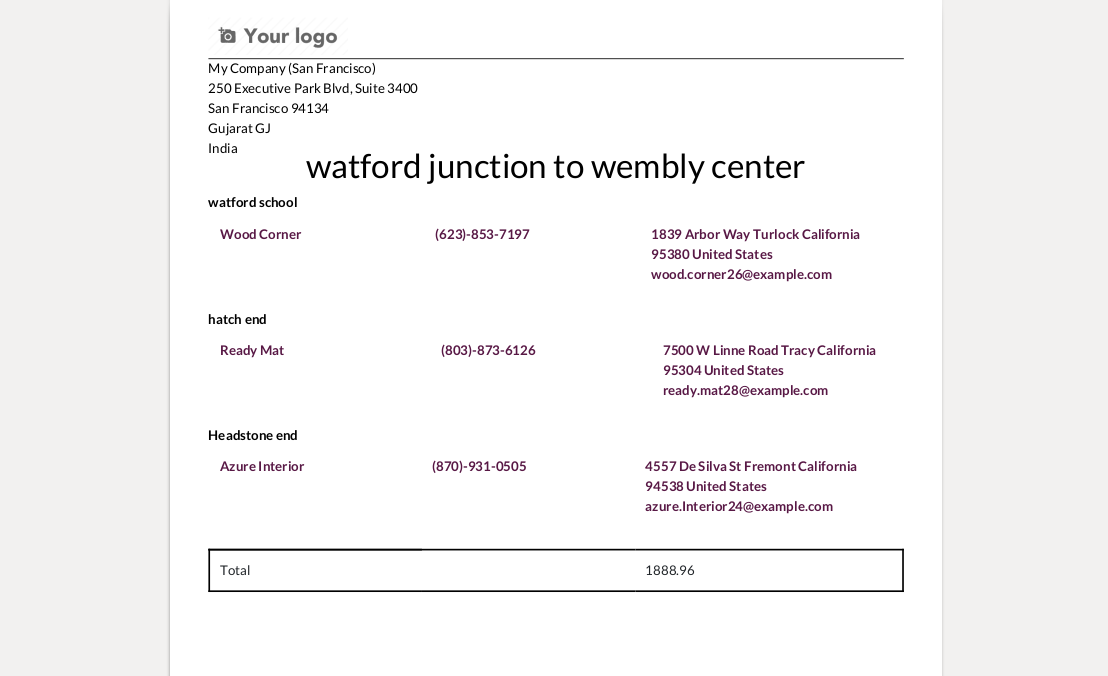 Your logo
My Company (San Francisco)
250 Executive Park Blvd, Suite 3400
San Francisco 94134
Gujarat GJ
India
watford junction to wembly center
watford school
Wood Corner (623)-853-7197 1839 Arbor Way Turlock California
95380 United States
wood.corner26@example.com
hatch end
Ready Mat (803)-873-6126 7500 W Linne Road Tracy California
95304 United States
ready.mat28@example.com
Headstone end
Azure Interior (870)-931-0505 4557 De Silva St Fremont California
94538 United States
azure.Interior24@example.com
Total 1888.96